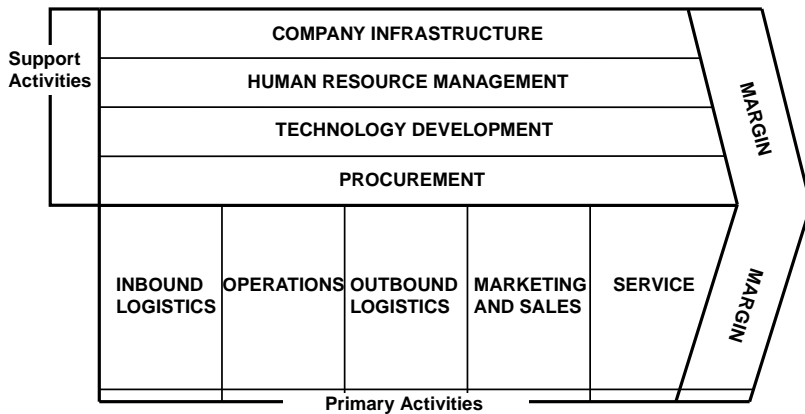 COMPANY INFRASTRUCTURE
Support
Activities
HUMAN RESOURCE MANAGEMENT
TECHNOLOGY DEVELOPMENT
PROCUREMENT
MARGIN
INBOUND
LOGISTICS
OPERATIONS
OUTBOUND
LOGISTICS
MARKETING
AND SALES
SERVICE
MARGIN
Primary Activities